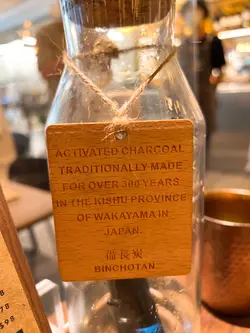 ACTIVATED CHARCOAL
TRADITIONALLY MADE
FOR OVER 300 YEARS
IN THE KISHU PROVINCE
OF WAKAYAMA IN
JAPAN.
備長炭
BINCHOTAN